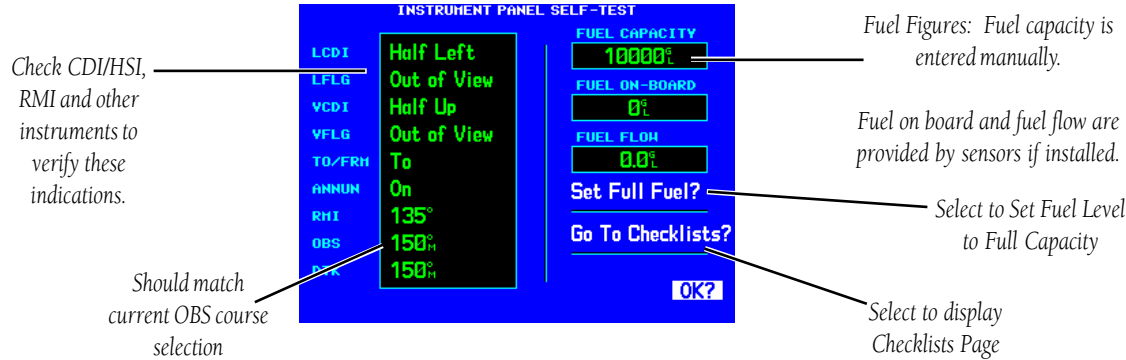 INSTRUMENT PANEL SELF-TEST
Check CDI/HSI,
RMI and other
instruments to
verify these
indications.
LCDI Half Left
LFLG Out of View
VCDI Half Up
VFLG Out of View
TO/FRM To
ANNUN On
RMI 135°
OBS 150°M
DTK 150°M
Should match
current OBS course
selection
FUEL CAPACITY
10000GL
FUEL ON-BOARD
0GL
FUEL FLOW
0.0GL
Set Full Fuel?
Go To Checklists?
OK?
Fuel Figures: Fuel capacity is
entered manually.
Fuel on board and fuel flow are
provided by sensors if installed.
Select to Set Fuel Level
to Full Capacity
Select to display
Checklists Page